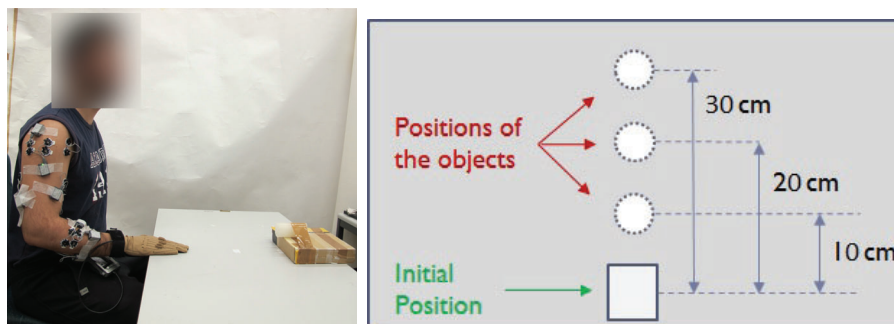 Positions of
the objects
Initial
Position
30 cm
20 cm
10 cm